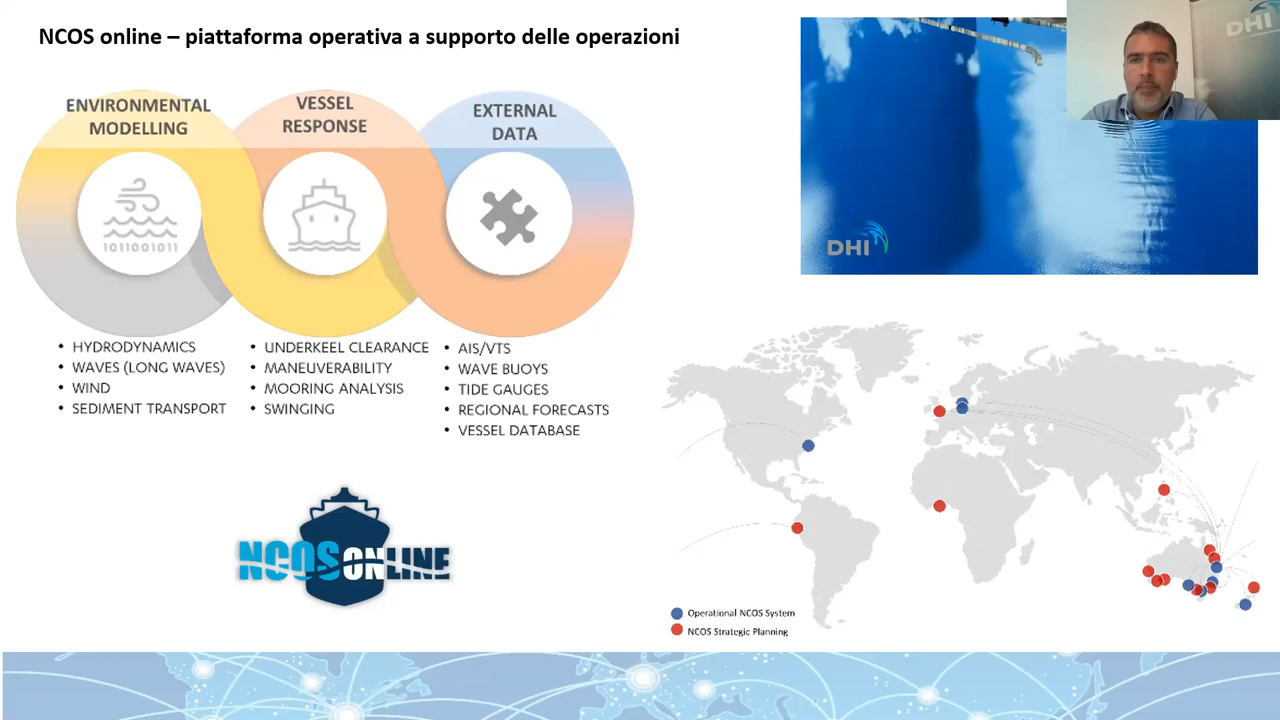 NCOS online – piattaforma operativa a supporto delle operazioni
ENVIRONMENTAL
MODELLING
VESSEL
RESPONSE
EXTERNAL
DATA
1011001011
• HYDRODYNAMICS
• WAVES (LONG WAVES)
• WIND
• SEDIMENT TRANSPORT
• UNDERKEEL CLEARANCE
• MANEUVERABILITY
• MOORING ANALYSIS
• SWINGING
• AIS/VTS
• WAVE BUOYS
• TIDE GAUGES
• REGIONAL FORECASTS
• VESSEL DATABASE
NCOS ONLINE
DHI
DHI
Operational NCOS System
NCOS Strategic Planning